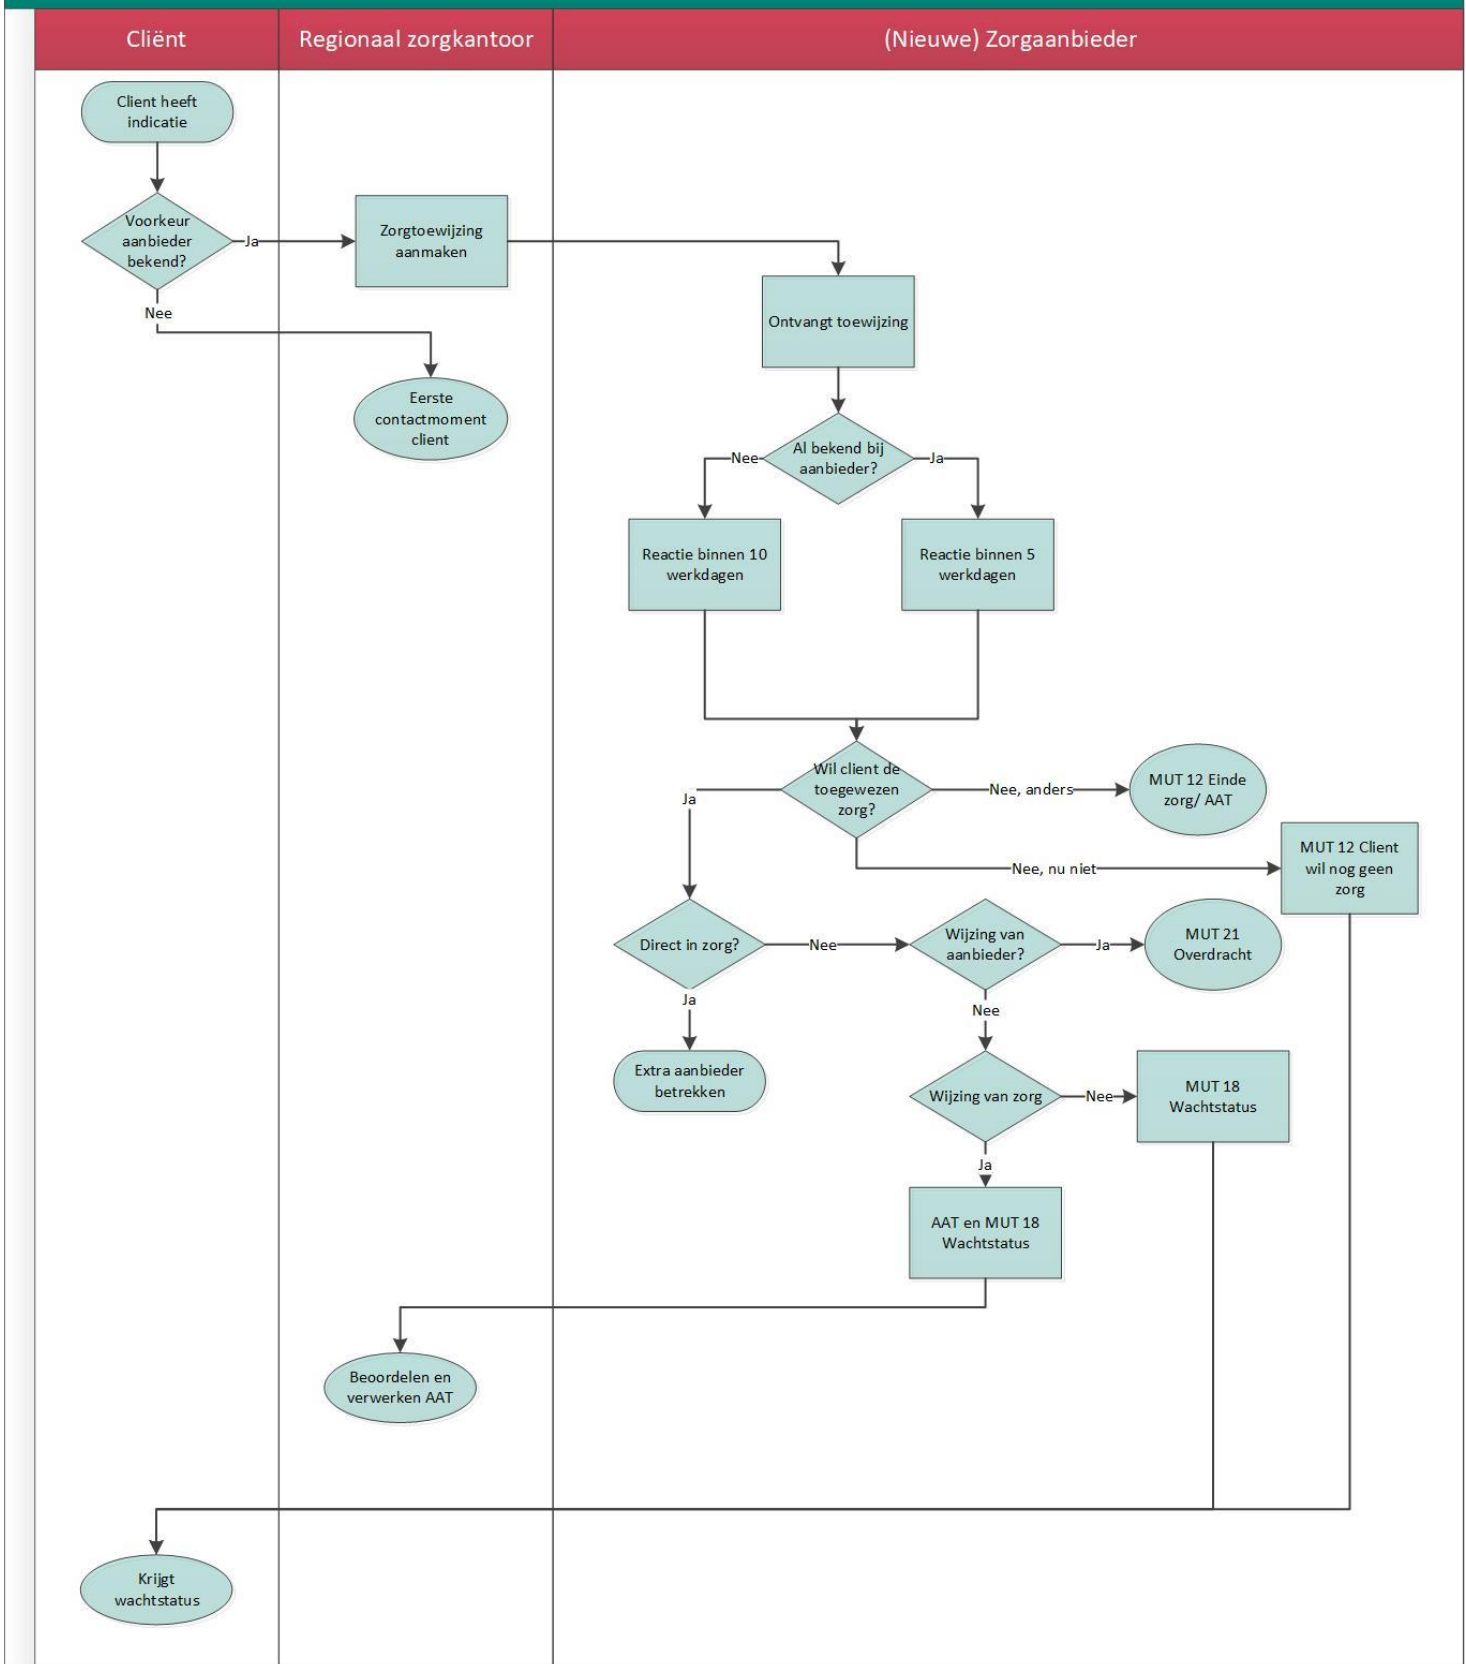 Cliënt
Regionaal zorgkantoor
(Nieuwe) Zorgaanbieder
Client heeft
indicatie
Voorkeur
aanbieder
bekend?
Ja
Zorgtoewijzing
aanmaken
Nee
Ontvangt toewijzing
Eerste
contactmoment
client
Al bekend bij
aanbieder?
Nee
Ja
Reactie binnen 10
werkdagen
Reactie binnen 5
werkdagen
Wil client de
toegewezen
zorg?
Nee, anders
MUT 12 Einde
zorg/ AAT
Ja
Nee, nu niet
MUT 12 Client
wil nog geen
zorg
Direct in zorg?
Nee
Wijzing van
aanbieder?
Ja
MUT 21
Overdracht
Ja
Nee
Extra aanbieder
betrekken
Wijzing van zorg
Nee
MUT 18
Wachtstatus
Ja
AAT en MUT 18
Wachtstatus
Beoordelen en
verwerken AAT
Krijgt
wachtstatus